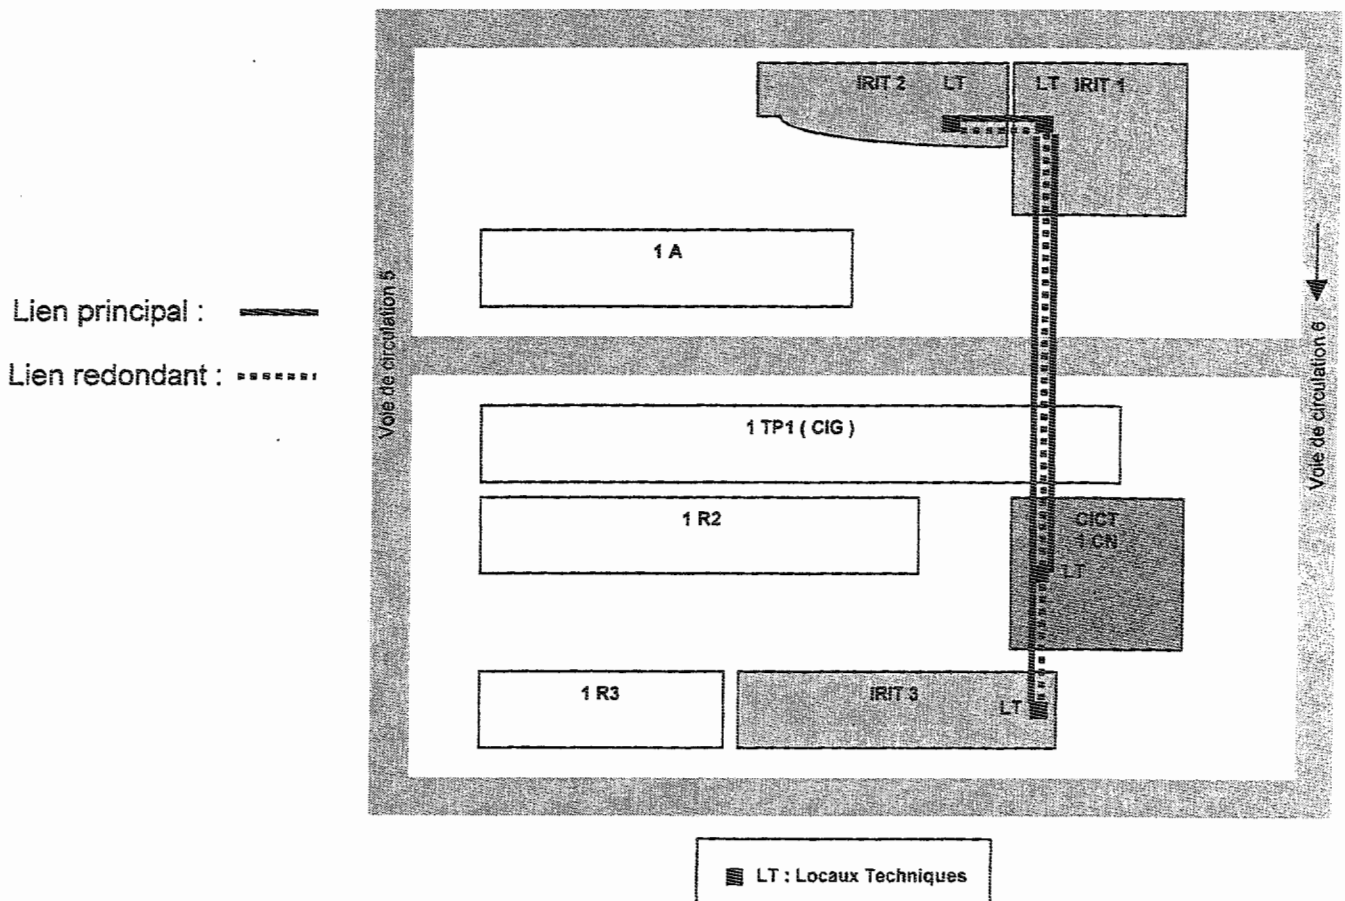 IRIT 2 LT
LT IRIT 1
1 A
Lien principal :
Lien redondant :
Voie de circulation 5
Voie de circulation 6
1 TP1 ( CIG )
1 R2
CICT
1 CN
LT
1 R3
IRIT 3
LT
LT : Locaux Techniques